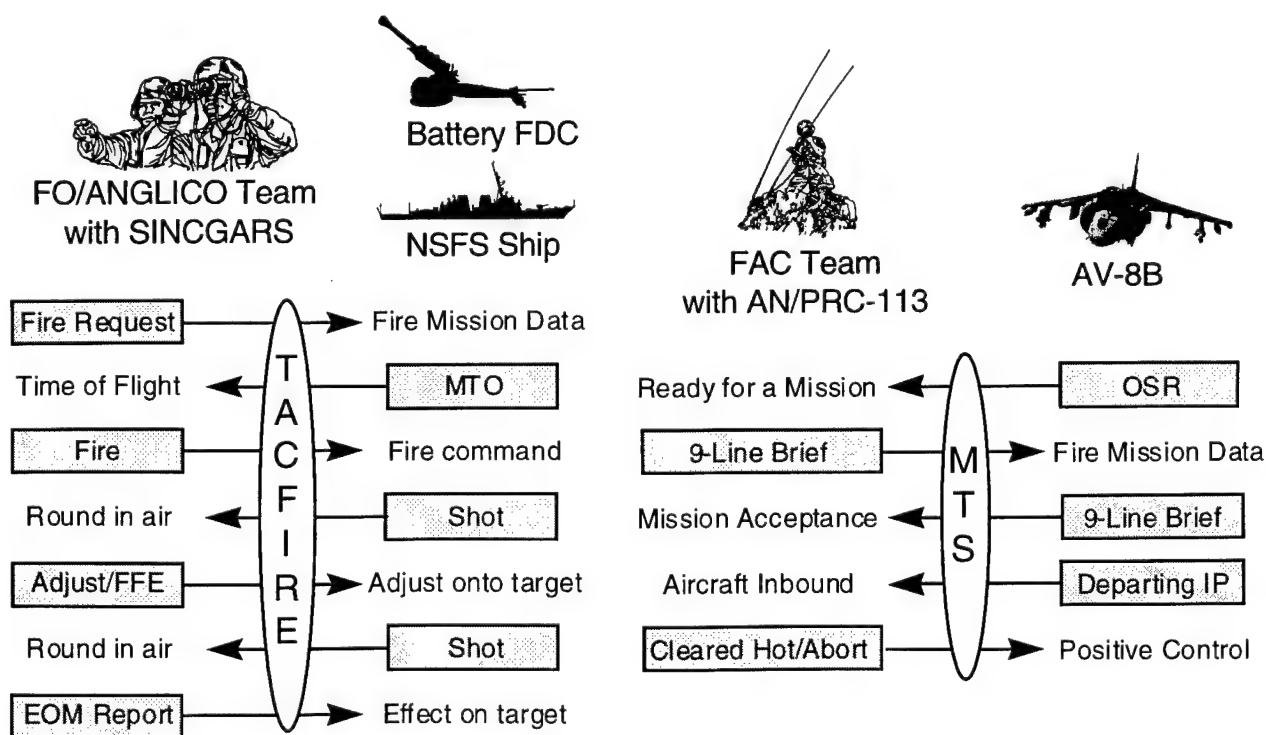 FO/ANGLICO Team
with SINCGARS
Battery FDC
NSFS Ship
Fire Request
Fire Mission Data
Time of Flight
MTO
Fire
Fire command
Round in air
Shot
Adjust/FFE
Adjust onto target
Round in air
Shot
EOM Report
Effect on target
TACFIRE
FAC Team
with AN/PRC-113
AV-8B
Ready for a Mission
OSR
9-Line Brief
Fire Mission Data
Mission Acceptance
9-Line Brief
Aircraft Inbound
Departing IP
Cleared Hot/Abort
Positive Control
MTS